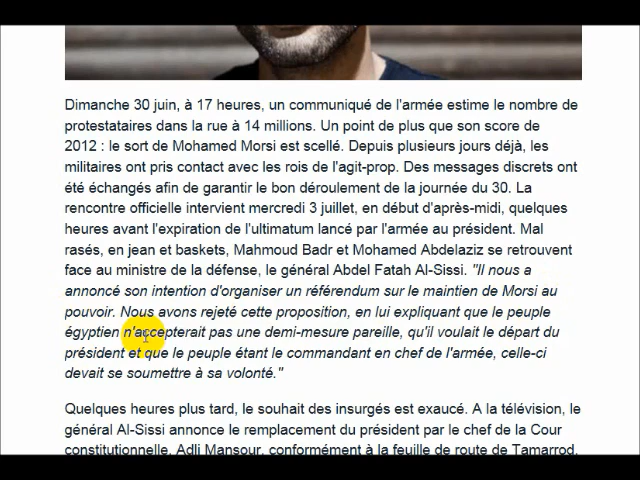 Dimanche 30 juin, à 17 heures, un communiqué de l'armée estime le nombre de
protestataires dans la rue à 14 millions. Un point de plus que son score de
2012 : le sort de Mohamed Morsi est scellé. Depuis plusieurs jours déjà, les
militaires ont pris contact avec les rois de l'agit-prop. Des messages discrets ont
été échangés afin de garantir le bon déroulement de la journée du 30. La
rencontre officielle intervient mercredi 3 juillet, en début d'après-midi, quelques
heures avant l'expiration de l'ultimatum lancé par l'armée au président. Mal
rasés, en jean et baskets, Mahmoud Badr et Mohamed Abdelaziz se retrouvent
face au ministre de la défense, le général Abdel Fatah Al-Sissi. "Il nous a
annoncé son intention d'organiser un référendum sur le maintien de Morsi au
pouvoir. Nous avons rejeté cette proposition, en lui expliquant que le peuple
égyptien n'accepterait pas une demi-mesure pareille, qu'il voulait le départ du
président et que le peuple étant le commandant en chef de l'armée, celle-ci
devait se soumettre à sa volonté."
Quelques heures plus tard, le souhait des insurgés est exaucé. A la télévision, le
général Al-Sissi annonce le remplacement du président par le chef de la Cour
constitutionnelle, Adli Mansour, conformément à la feuille de route de Tamarrod.